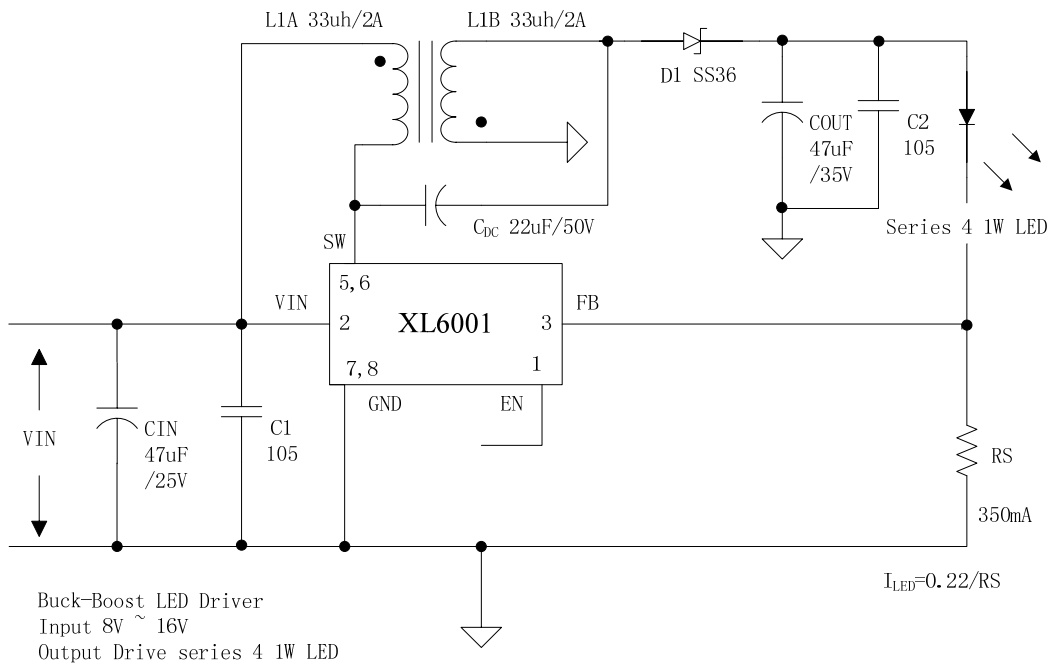 L1A 33uh/2A
L1B 33uh/2A
D1 SS36
COUT
47uF
/35V
C2
105
C_DC 22uF/50V
Series 4 1W LED
SW
5,6
VIN
2
XL6001
3
FB
7,8
1
GND
EN
VIN
CIN
47uF
/25V
C1
105
RS
350mA
I_LED=0.22/RS
Buck-Boost LED Driver
Input 8V ~ 16V
Output Drive series 4 1W LED